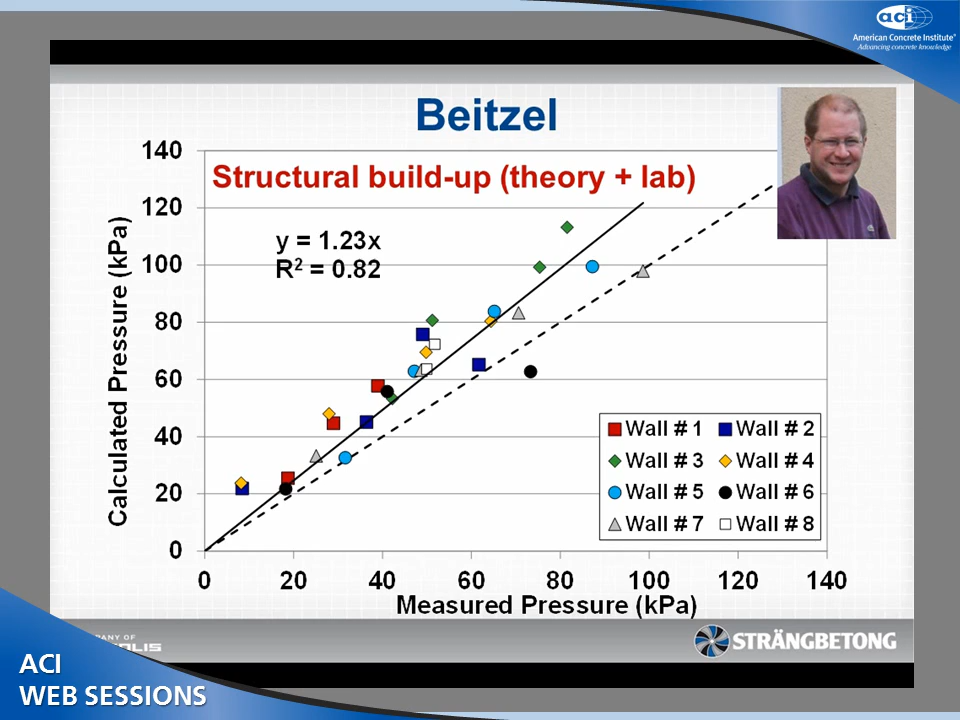 aci
American Concrete Institute®
Advancing concrete knowledge
Beitzel
Structural build-up (theory + lab)
y = 1.23x
R² = 0.82
Calculated Pressure (kPa)
140
120
100
80
60
40
20
0
0 20 40 60 80 100 120 140
Measured Pressure (kPa)
Wall # 1 Wall # 2
Wall # 3 Wall # 4
Wall # 5 Wall # 6
Wall # 7 Wall # 8
STRÄNGBETONG
ACI
WEB SESSIONS